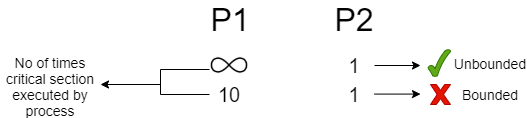 P1 P2
No of times
critical section
executed by
process
∞ 1 Unbounded
10 1 Bounded